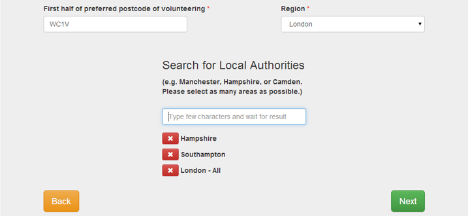 First half of preferred postcode of volunteering *
Region *
WC1V
London
Search for Local Authorities
(e.g. Manchester, Hampshire, or Camden.
Please select as many areas as possible.)
Type few characters and wait for result
Hampshire
Southampton
London - All
Back
Next